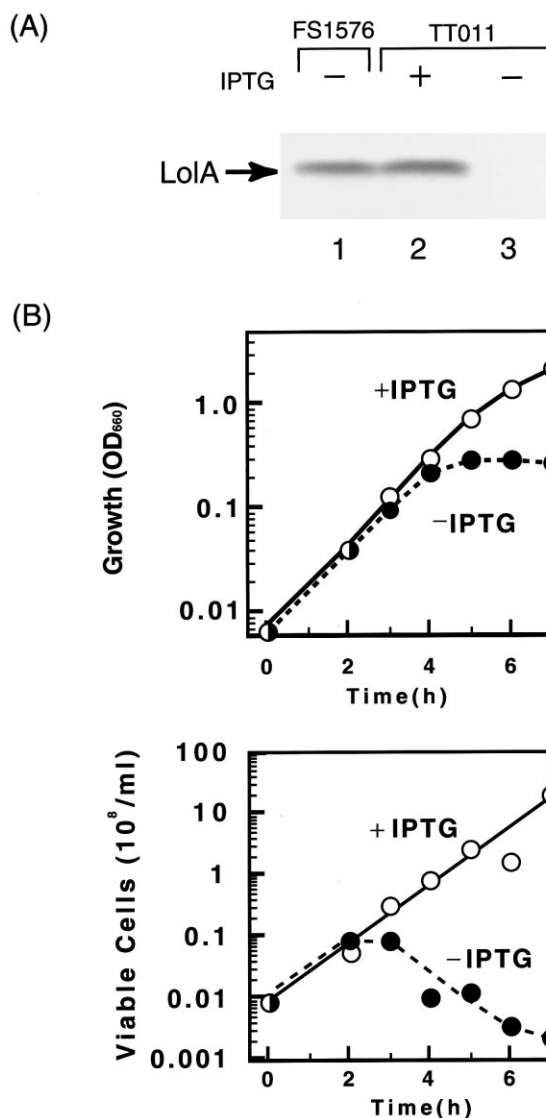 (A)
FS1576 TT011
IPTG − + −
LolA
1 2 3
(B)
Growth (OD₆₆₀)
1.0
0.1
0.01
+IPTG
−IPTG
0 2 4 6
Time(h)
Viable Cells (10⁸/ml)
100
10
1
0.1
0.01
0.001
+ IPTG
− IPTG
0 2 4 6
Time(h)